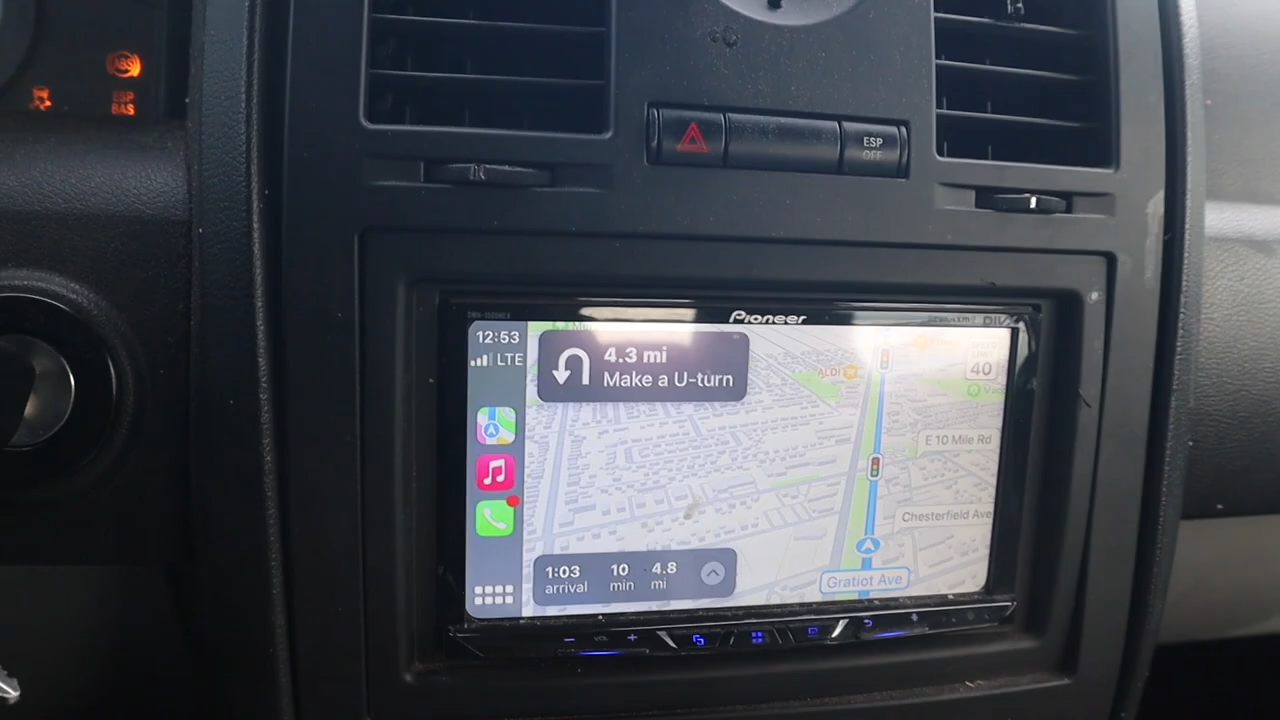 ABS
ESP
BAS
ESP
OFF
Pioneer
12:53
LTE
4.3 mi
Make a U-turn
ALDI
40
E 10 Mile Rd
Chesterfield Ave
1:03
arrival
10
min
4.8
mi
Gratiot Ave